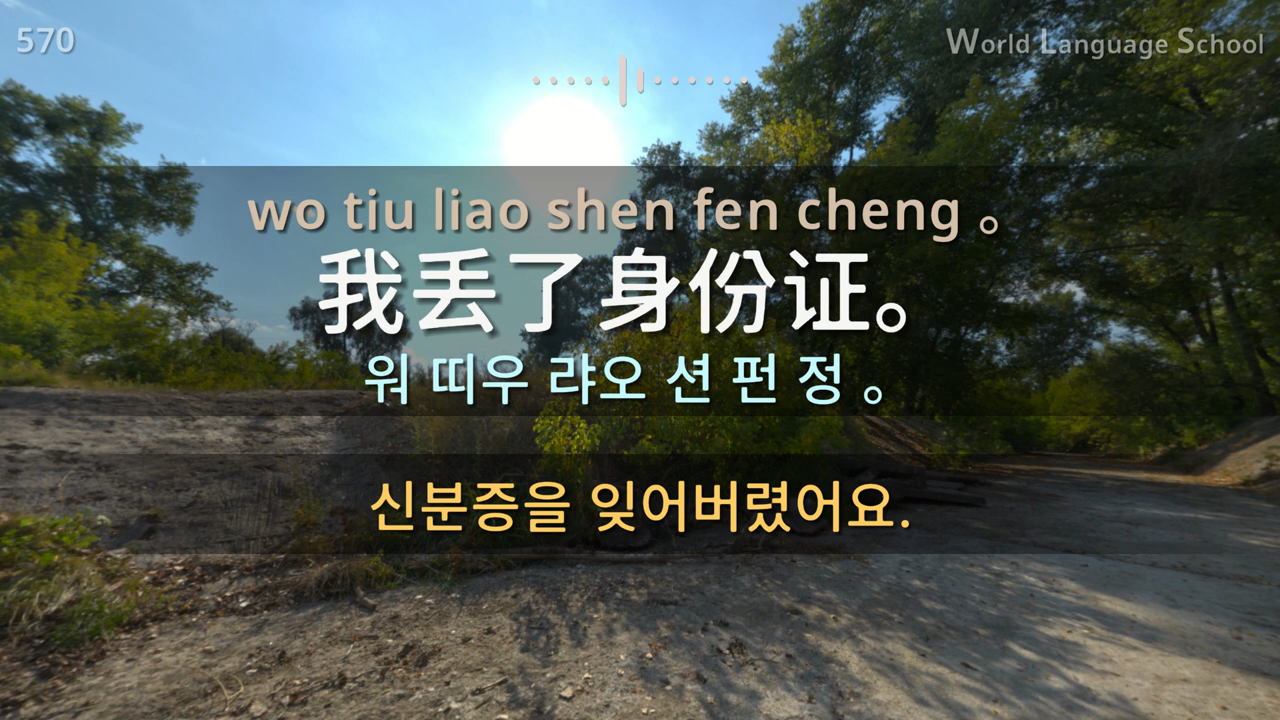 570
World Language School
wo tiu liao shen fen cheng 。
我丢了身份证。
워 띠우 랴오 션 펀 정 。
신분증을 잊어버렸어요.